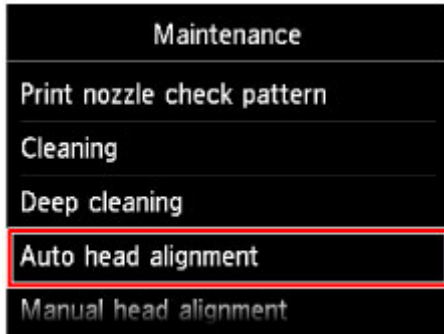 Maintenance
Print nozzle check pattern
Cleaning
Deep cleaning
Auto head alignment
Manual head alignment